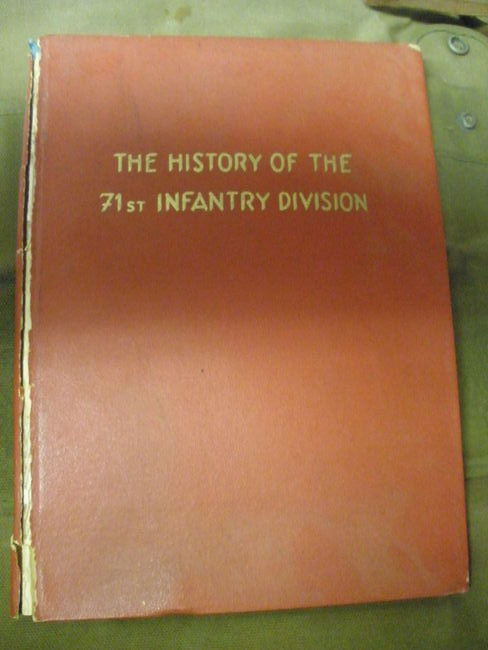 THE HISTORY OF THE
71ST INFANTRY DIVISION